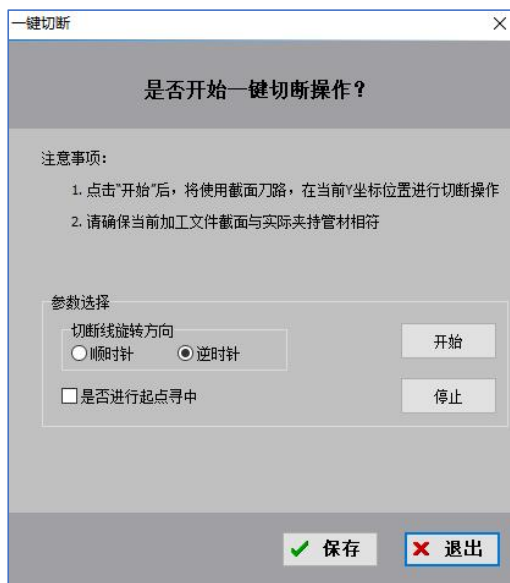 一键切断
是否开始一键切断操作？
注意事项：
1. 点击“开始”后，将使用截面刀路，在当前Y坐标位置进行切断操作
2. 请确保当前加工文件截面与实际夹持管材相符
参数选择
切断线旋转方向
顺时针 逆时针
开始
是否进行起点寻中
停止
保存 退出